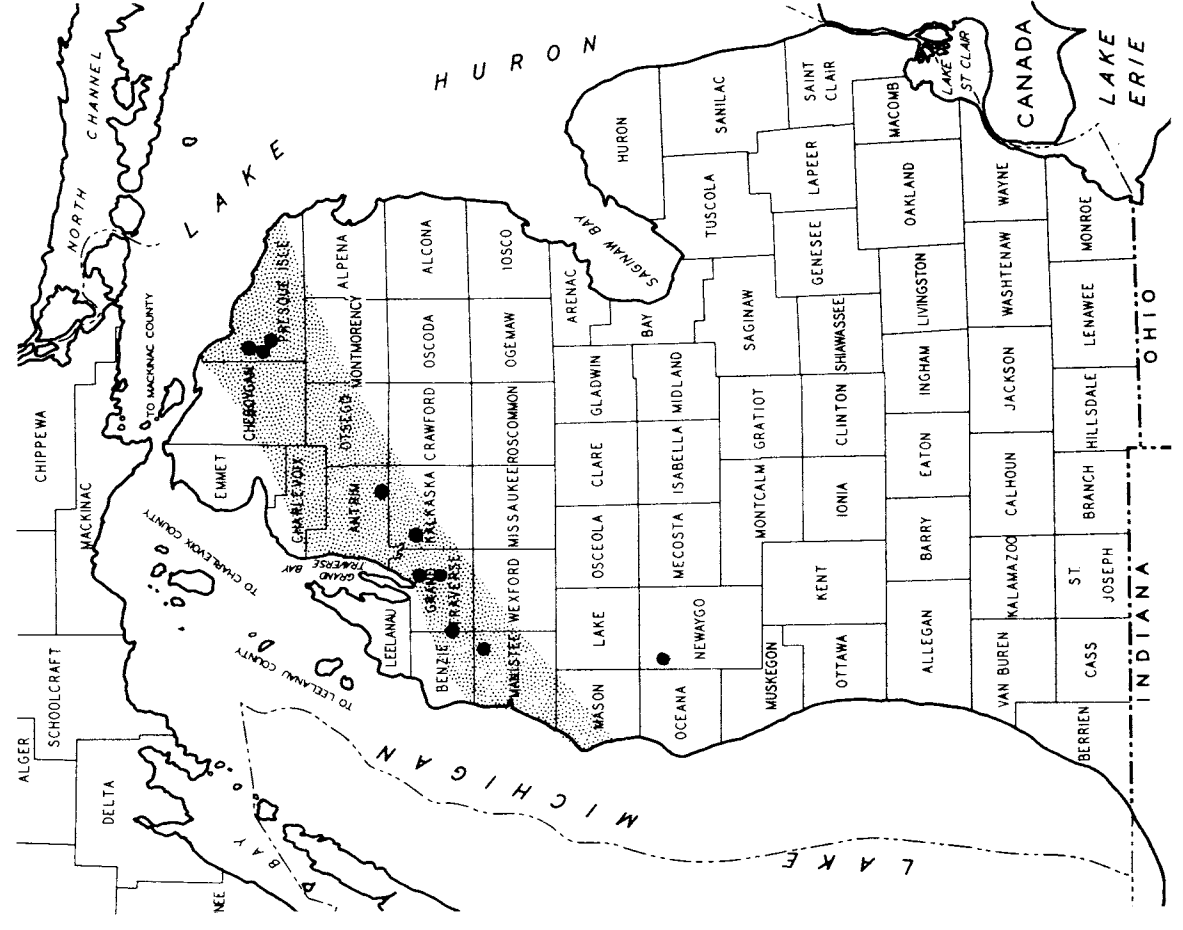 NORTH CHANNEL
LAKE HURON
CHIPPEWA
MACKINAC
TO MACKINAC COUNTY
ALGER
SCHOOLCRAFT
DELTA
NEE
BAY
TO CHARLEVOIX COUNTY
TO LEELANAU COUNTY
EMMET
CHEBOYGAN
PRESQUE ISLE
CHARLEVOIX
GRAND
TRAVERSE BAY
ANTRIM
OTSEGO
MONTMORENCY
ALPENA
LEELANAU
BENZIE
GRAND
TRAVERSE
KALKASKA
CRAWFORD
OSCODA
ALCONA
MANISTEE
WEXFORD
MISSAUKEE
ROSCOMMON
OGEMAW
IOSCO
MASON
LAKE
OSCEOLA
CLARE
GLADWIN
ARENAC
SAGINAW BAY
OCEANA
NEWAYGO
MECOSTA
ISABELLA
MIDLAND
BAY
HURON
MUSKEGON
MONTCALM
GRATIOT
SAGINAW
TUSCOLA
SANILAC
OTTAWA
KENT
IONIA
CLINTON
SHIAWASSEE
GENESEE
LAPEER
SAINT
CLAIR
ALLEGAN
BARRY
EATON
INGHAM
LIVINGSTON
OAKLAND
MACOMB
LAKE
ST CLAIR
VAN BUREN
KALAMAZOO
CALHOUN
JACKSON
WASHTENAW
WAYNE
CANADA
BERRIEN
CASS
ST.
JOSEPH
BRANCH
HILLSDALE
LENAWEE
MONROE
LAKE
ERIE
LAKE MICHIGAN
INDIANA
OHIO